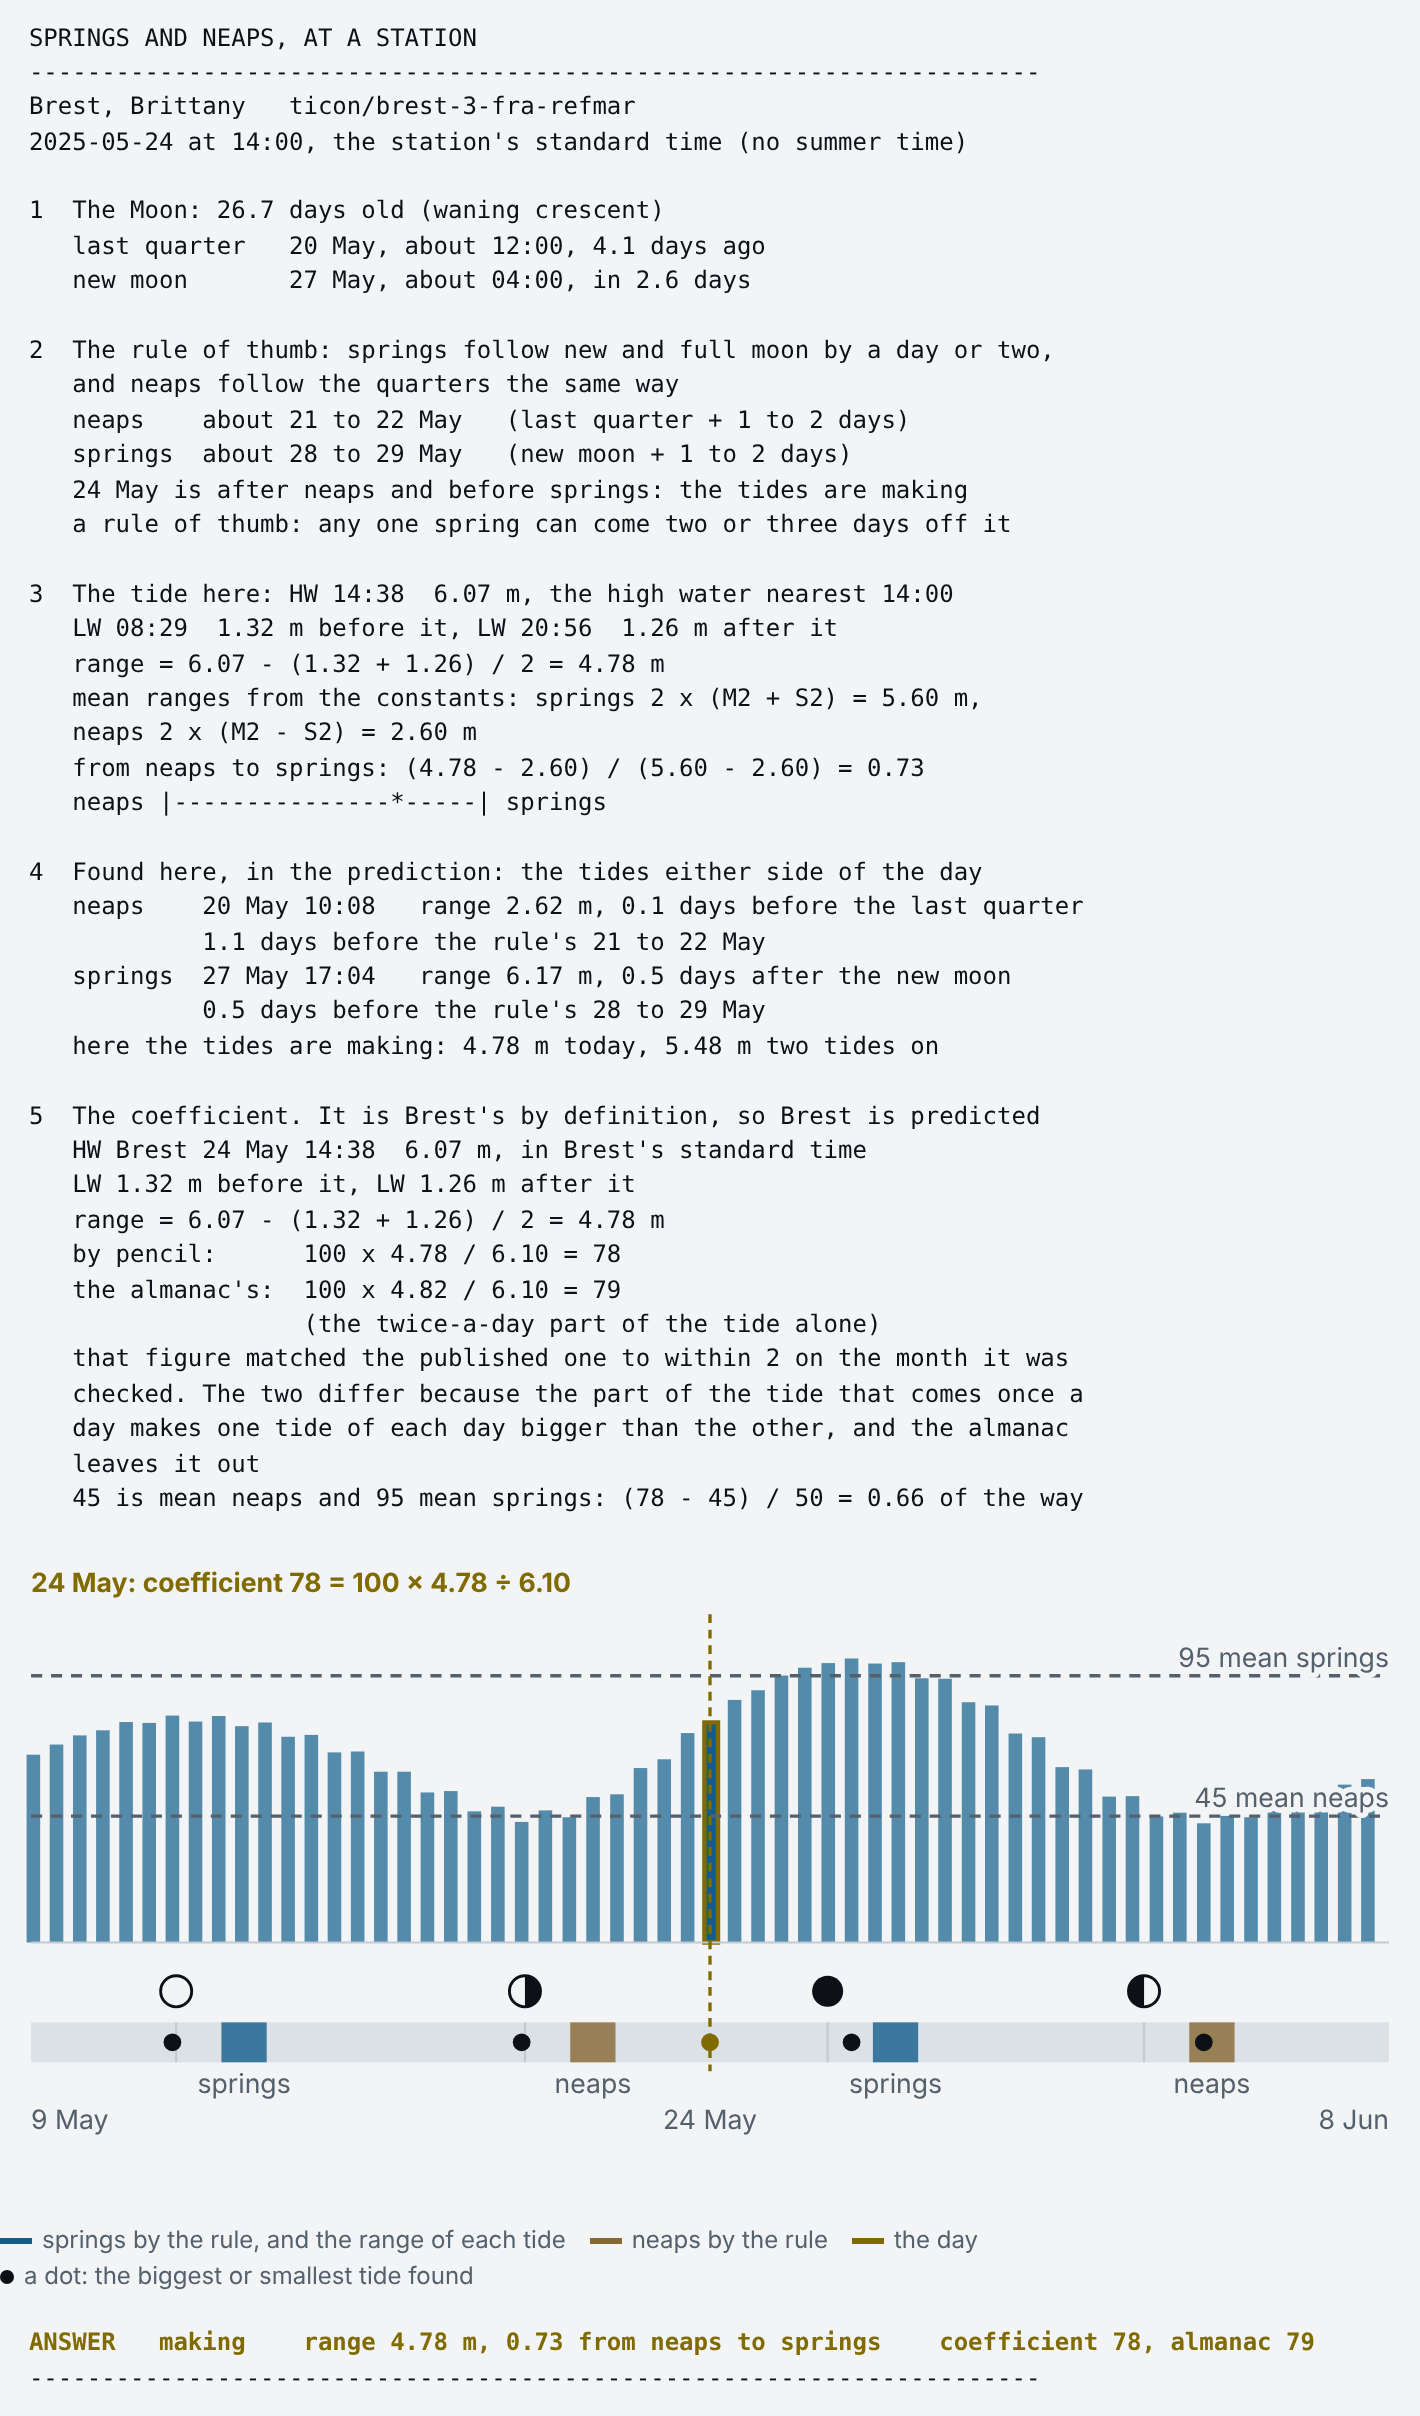 SPRINGS AND NEAPS, AT A STATION
----------------------------------------------------------------------
Brest, Brittany   ticon/brest-3-fra-refmar
2025-05-24 at 14:00, the station's standard time (no summer time)
1  The Moon: 26.7 days old (waning crescent)
   last quarter   20 May, about 12:00, 4.1 days ago
   new moon       27 May, about 04:00, in 2.6 days
2  The rule of thumb: springs follow new and full moon by a day or two,
   and neaps follow the quarters the same way
   neaps    about 21 to 22 May   (last quarter + 1 to 2 days)
   springs  about 28 to 29 May   (new moon + 1 to 2 days)
   24 May is after neaps and before springs: the tides are making
   a rule of thumb: any one spring can come two or three days off it
3  The tide here: HW 14:38  6.07 m, the high water nearest 14:00
   LW 08:29  1.32 m before it, LW 20:56  1.26 m after it
   range = 6.07 - (1.32 + 1.26) / 2 = 4.78 m
   mean ranges from the constants: springs 2 x (M2 + S2) = 5.60 m,
   neaps 2 x (M2 - S2) = 2.60 m
   from neaps to springs: (4.78 - 2.60) / (5.60 - 2.60) = 0.73
   neaps |---------------*-----| springs
4  Found here, in the prediction: the tides either side of the day
   neaps    20 May 10:08   range 2.62 m, 0.1 days before the last quarter
            1.1 days before the rule's 21 to 22 May
   springs  27 May 17:04   range 6.17 m, 0.5 days after the new moon
            0.5 days before the rule's 28 to 29 May
   here the tides are making: 4.78 m today, 5.48 m two tides on
5  The coefficient. It is Brest's by definition, so Brest is predicted
   HW Brest 24 May 14:38  6.07 m, in Brest's standard time
   LW 1.32 m before it, LW 1.26 m after it
   range = 6.07 - (1.32 + 1.26) / 2 = 4.78 m
   by pencil:      100 x 4.78 / 6.10 = 78
   the almanac's:  100 x 4.82 / 6.10 = 79
                   (the twice-a-day part of the tide alone)
   that figure matched the published one to within 2 on the month it was
   checked. The two differ because the part of the tide that comes once a
   day makes one tide of each day bigger than the other, and the almanac
   leaves it out
   45 is mean neaps and 95 mean springs: (78 - 45) / 50 = 0.66 of the way
24 May: coefficient 78 = 100 × 4.78 ÷ 6.10
95 mean springs
45 mean neaps
springs neaps springs neaps
9 May 24 May 8 Jun
springs by the rule, and the range of each tide neaps by the rule the day
a dot: the biggest or smallest tide found
ANSWER   making    range 4.78 m, 0.73 from neaps to springs    coefficient 78, almanac 79
----------------------------------------------------------------------